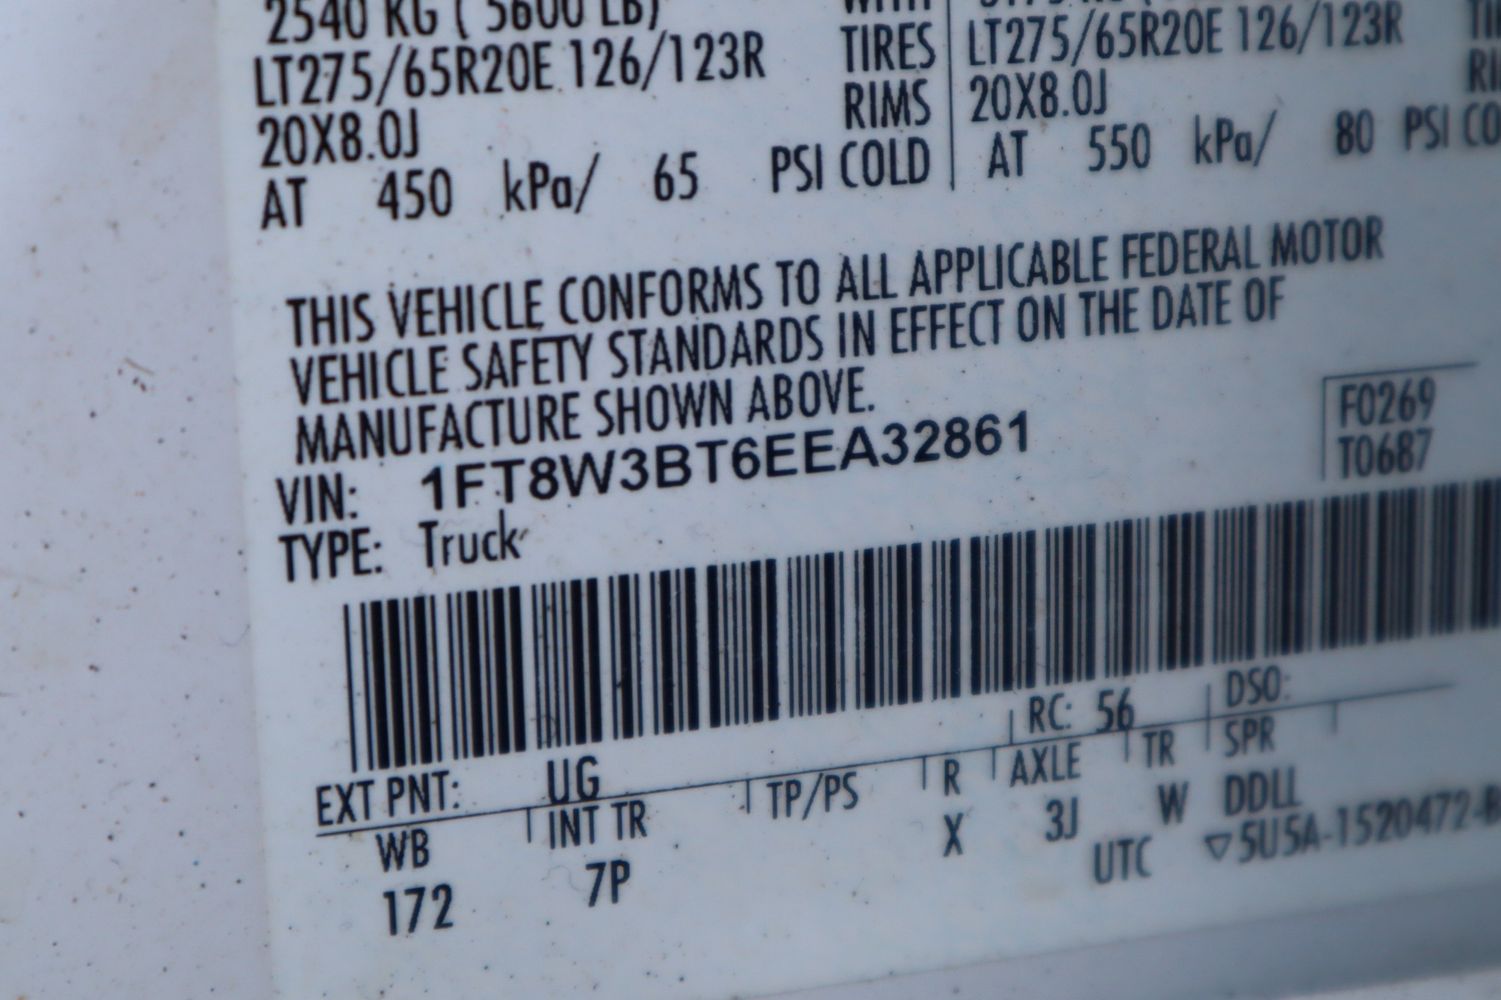 2540 KG ( 5600 LB)
LT275/65R20E 126/123R TIRES LT275/65R20E 126/123R
20X8.0J RIMS 20X8.0J
AT 450 kPa/ 65 PSI COLD AT 550 kPa/ 80 PSI
THIS VEHICLE CONFORMS TO ALL APPLICABLE FEDERAL MOTOR
VEHICLE SAFETY STANDARDS IN EFFECT ON THE DATE OF
MANUFACTURE SHOWN ABOVE.
F0269
T0687
VIN: 1FT8W3BT6EEA32861
TYPE: Truck
EXT PNT: UG RC: 56 DSO:
WB INT TR TP/PS R AXLE TR SPR
172 7P X 3J W DDLL
UTC ▽5U5A-1520472-